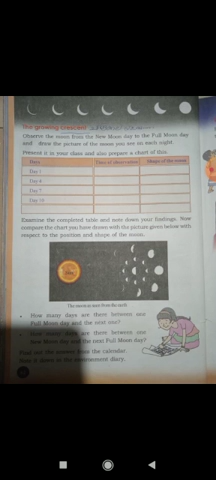 The growing crescent
Observe the moon from the New Moon day to the Full Moon day
and draw the picture of the moon you see on each night.
Present it in your class and also prepare a chart of this.
Days Time of observation Shape of the moon
Day 1
Day 4
Day 7
Day
Examine the completed table and note down your findings. Now
compare the chart you have drawn with the picture given below with
respect to the position and shape of the moon.
The moon as seen from the earth
• How many days are there between one
Full Moon day and the next one?
• How many days are there between one
New Moon day and the next Full Moon day?
Find out the answer from the calendar.
Note it down in the environment diary.